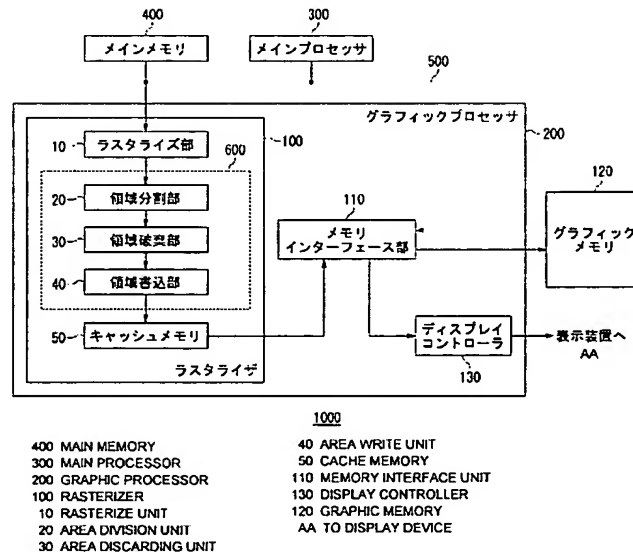 400
メインメモリ
300
メインプロセッサ
500
グラフィックプロセッサ
200
100
10
ラスタライズ部
600
20
領域分割部
30
領域破棄部
40
領域書込部
50
キャッシュメモリ
ラスタライザ
110
メモリ
インターフェース部
120
グラフィック
メモリ
ディスプレイ
コントローラ
130
表示装置へ
AA
1000
400 MAIN MEMORY
300 MAIN PROCESSOR
200 GRAPHIC PROCESSOR
100 RASTERIZER
10 RASTERIZE UNIT
20 AREA DIVISION UNIT
30 AREA DISCARDING UNIT
40 AREA WRITE UNIT
50 CACHE MEMORY
110 MEMORY INTERFACE UNIT
130 DISPLAY CONTROLLER
120 GRAPHIC MEMORY
AA TO DISPLAY DEVICE